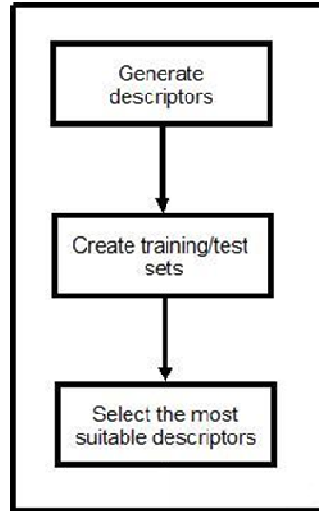 Generate
descriptors
Create training/test
sets
Select the most
suitable descriptors